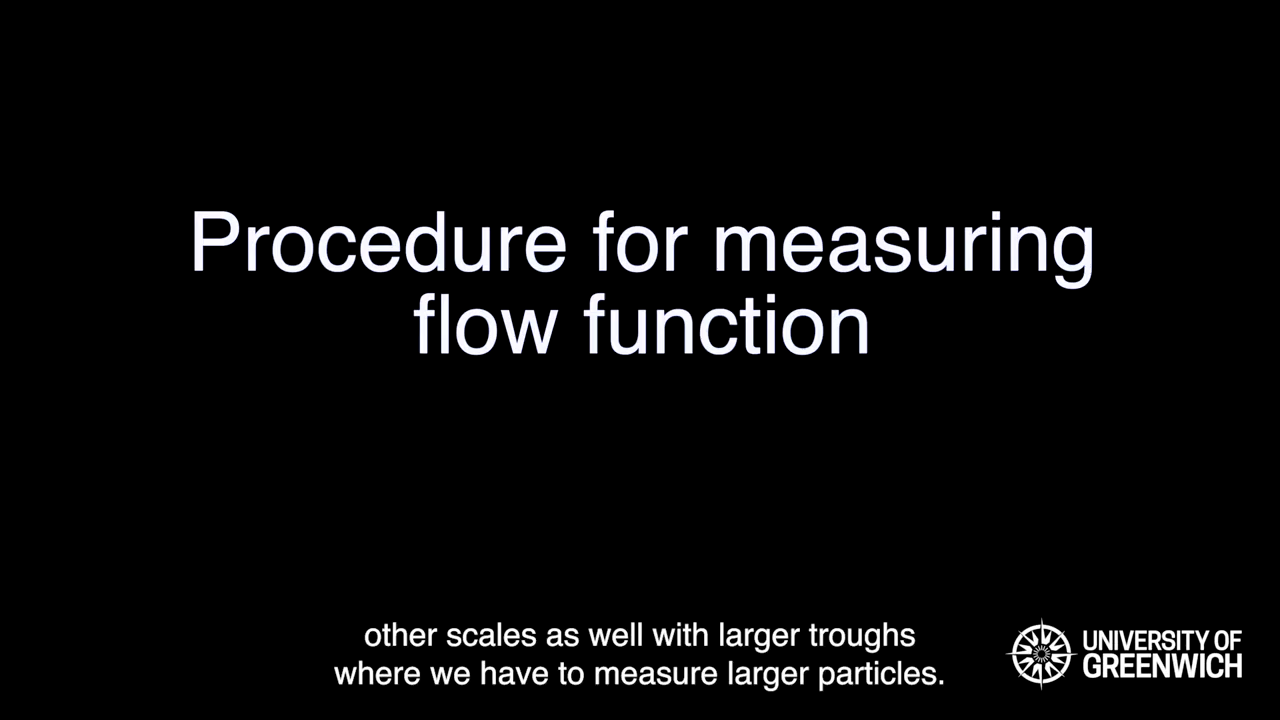 Procedure for measuring
flow function
other scales as well with larger troughs
where we have to measure larger particles.
UNIVERSITY OF
GREENWICH